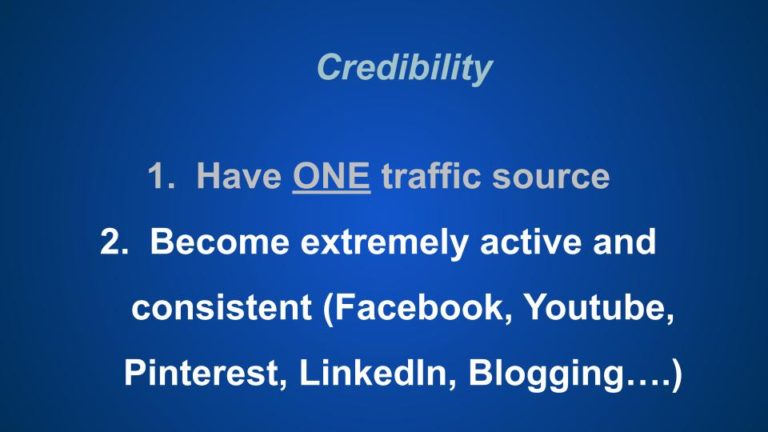 Credibility
1. Have ONE traffic source
2. Become extremely active and
consistent (Facebook, Youtube,
Pinterest, LinkedIn, Blogging….)